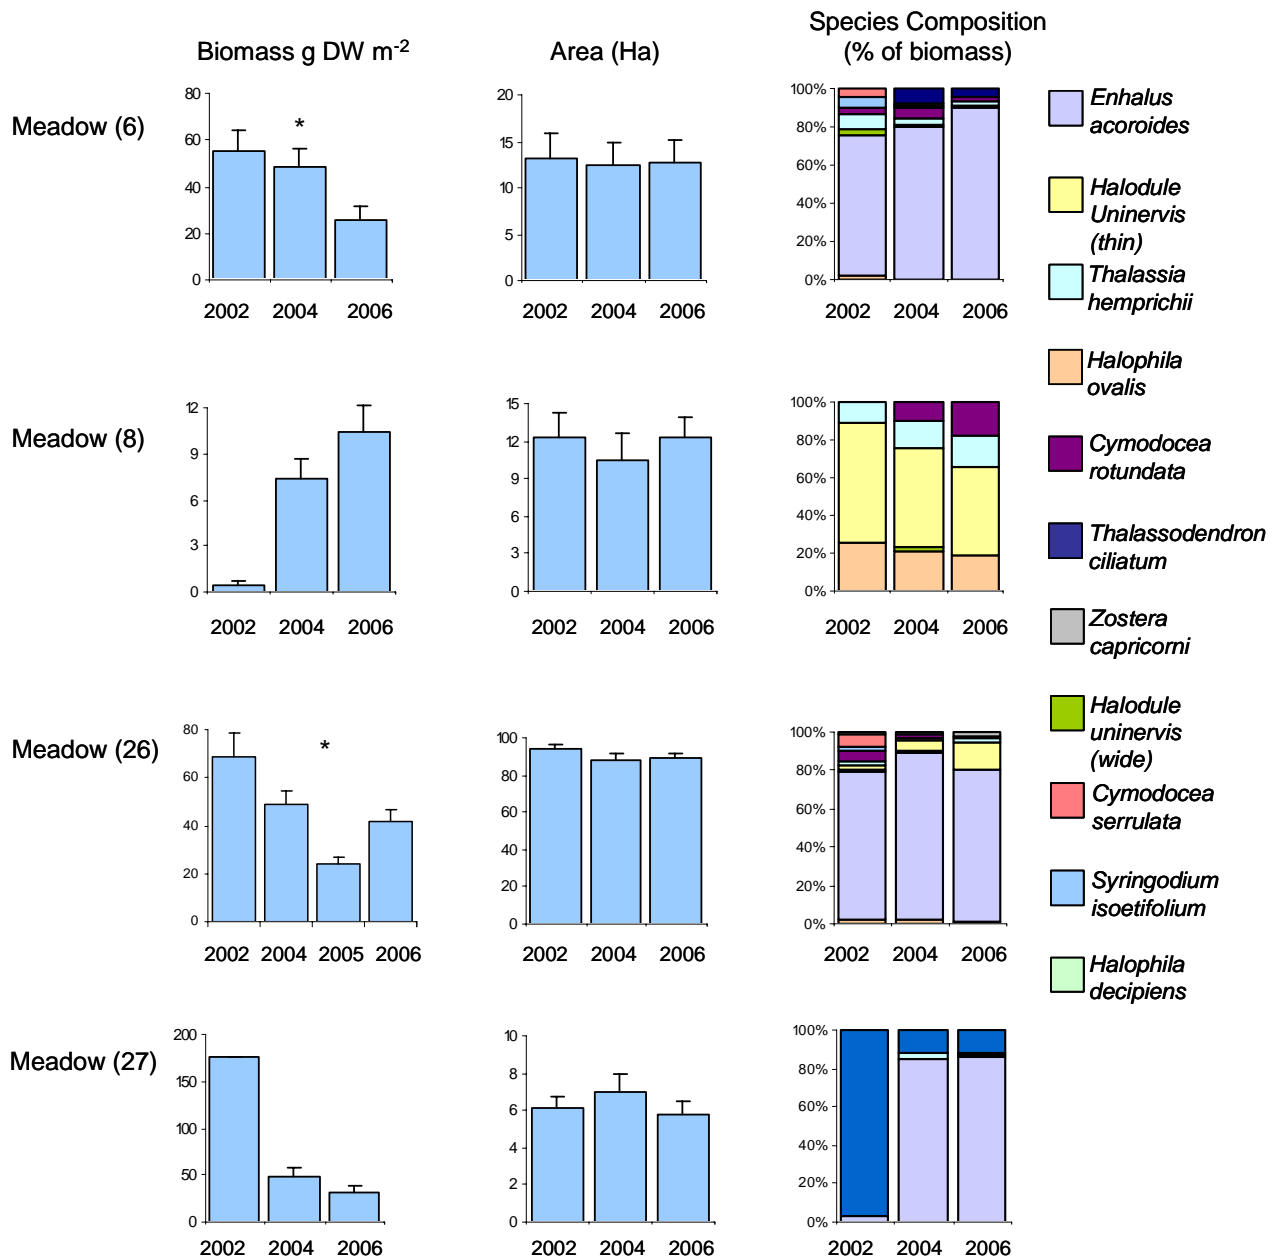 Species Composition
(% of biomass)
Biomass g DW m-2
Area (Ha)
Meadow (6)
80
60
40
20
0
2002 2004 2006
*
20
15
10
5
0
2002 2004 2006
100%
80%
60%
40%
20%
0%
2002 2004 2006
Meadow (8)
12
9
6
3
0
2002 2004 2006
15
12
9
6
3
0
2002 2004 2006
100%
80%
60%
40%
20%
0%
2002 2004 2006
Meadow (26)
80
60
40
20
0
2002 2004 2005 2006
*
100
80
60
40
20
0
2002 2004 2006
100%
80%
60%
40%
20%
0%
2002 2004 2006
Meadow (27)
200
150
100
50
0
2002 2004 2006
10
8
6
4
2
0
2002 2004 2006
100%
80%
60%
40%
20%
0%
2002 2004 2006
Enhalus
acoroides
Halodule
Uninervis
(thin)
Thalassia
hemprichii
Halophila
ovalis
Cymodocea
rotundata
Thalassodendron
ciliatum
Zostera
capricorni
Halodule
uninervis
(wide)
Cymodocea
serrulata
Syringodium
isoetifolium
Halophila
decipiens